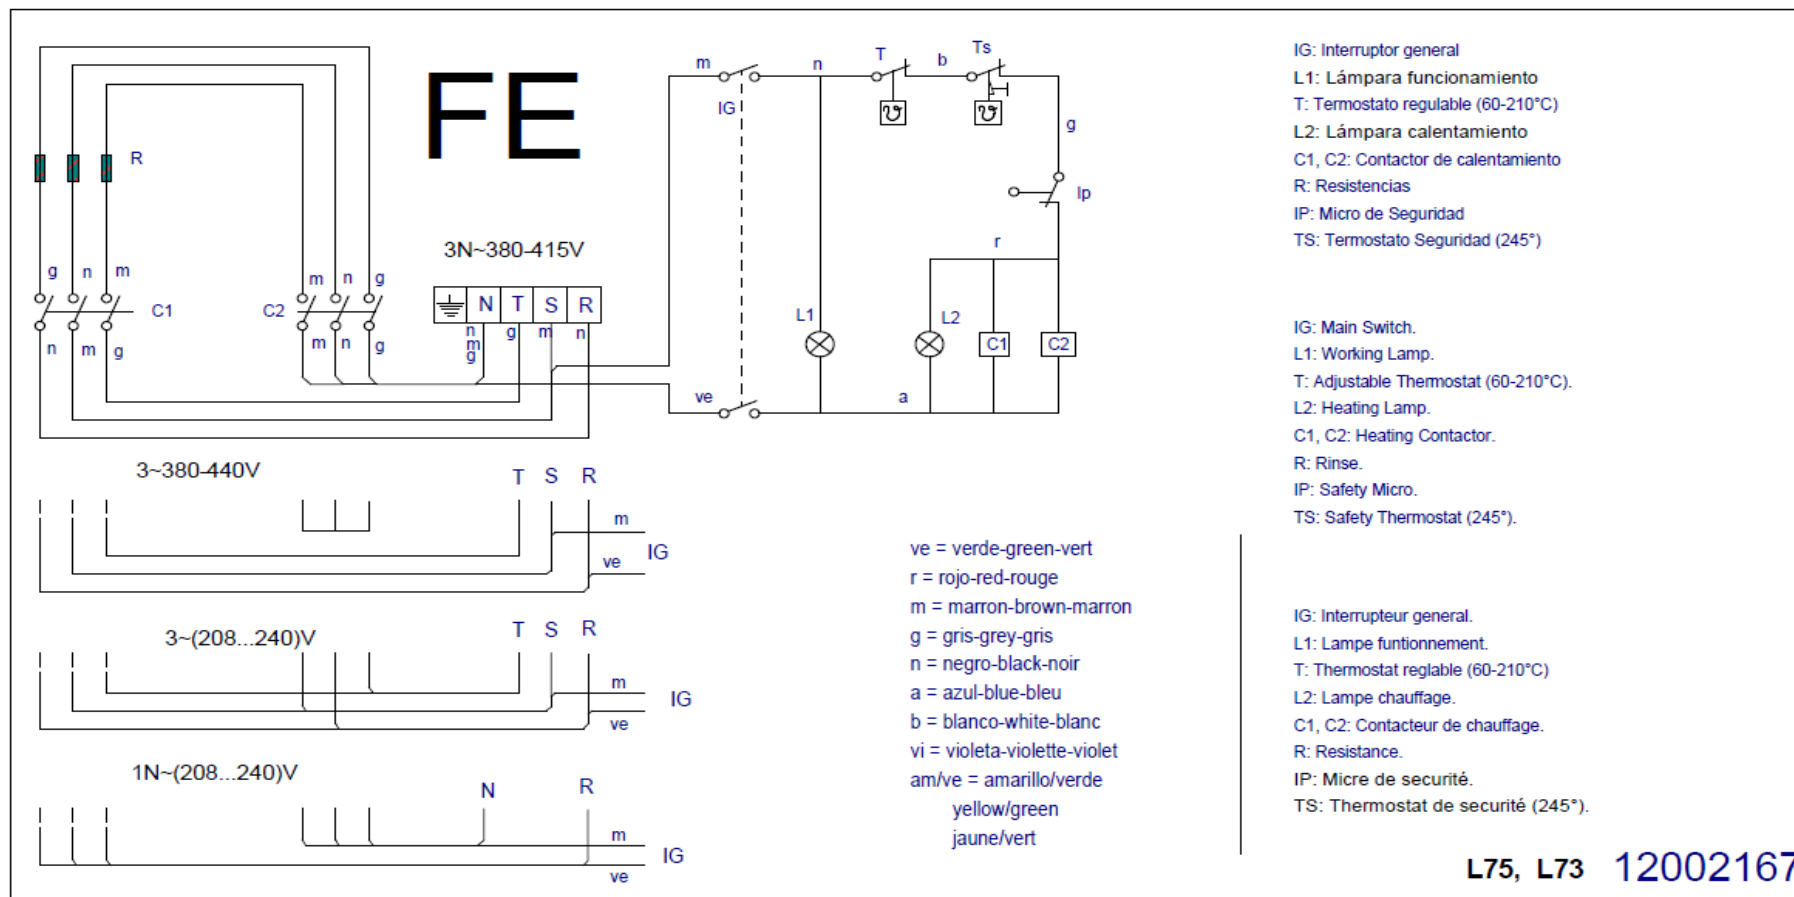 FE
m
n
T
b
Ts
IG
g
Ip
R
3N~380-415V
r
g
n
m
C1
C2
m
n
g
N
T
S
R
n
m
g
m
n
g
n
m
g
g
m
n
L1
L2
C1
C2
ve
a
3~380-440V
T
S
R
m
IG
ve
3~(208...240)V
T
S
R
m
IG
ve
1N~(208...240)V
N
R
m
IG
ve
ve = verde-green-vert
r = rojo-red-rouge
m = marron-brown-marron
g = gris-grey-gris
n = negro-black-noir
a = azul-blue-bleu
b = blanco-white-blanc
vi = violeta-violette-violet
am/ve = amarillo/verde
yellow/green
jaune/vert
IG: Interruptor general
L1: Lámpara funcionamiento
T: Termostato regulable (60-210°C)
L2: Lámpara calentamiento
C1, C2: Contactor de calentamiento
R: Resistencias
IP: Micro de Seguridad
TS: Termostato Seguridad (245°)
IG: Main Switch.
L1: Working Lamp.
T: Adjustable Thermostat (60-210°C).
L2: Heating Lamp.
C1, C2: Heating Contactor.
R: Rinse.
IP: Safety Micro.
TS: Safety Thermostat (245°).
IG: Interrupteur general.
L1: Lampe funtionnement.
T: Thermostat reglable (60-210°C)
L2: Lampe chauffage.
C1, C2: Contacteur de chauffage.
R: Resistance.
IP: Micre de securité.
TS: Thermostat de securité (245°).
L75, L73 12002167